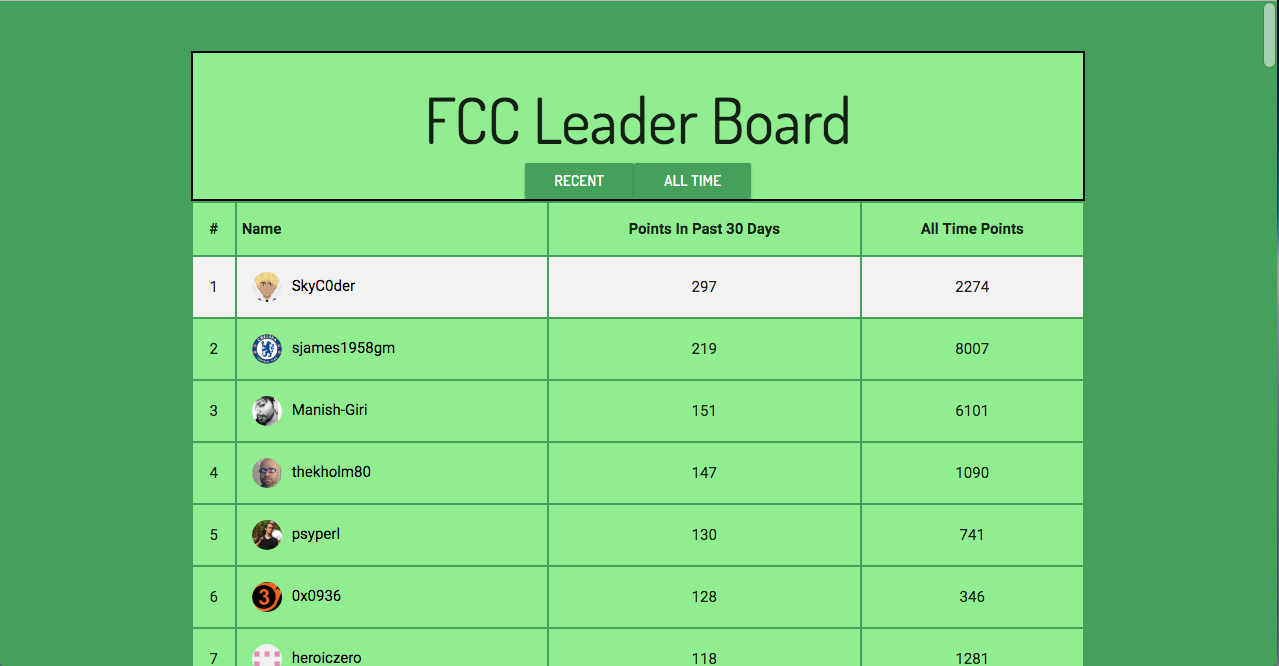 FCC Leader Board
RECENT ALL TIME
# Name Points In Past 30 Days All Time Points
1 SkyC0der 297 2274
2 sjames1958gm 219 8007
3 Manish-Giri 151 6101
4 thekholm80 147 1090
5 psyperl 130 741
6 0x0936 128 346
7 heroiczero 118 1281